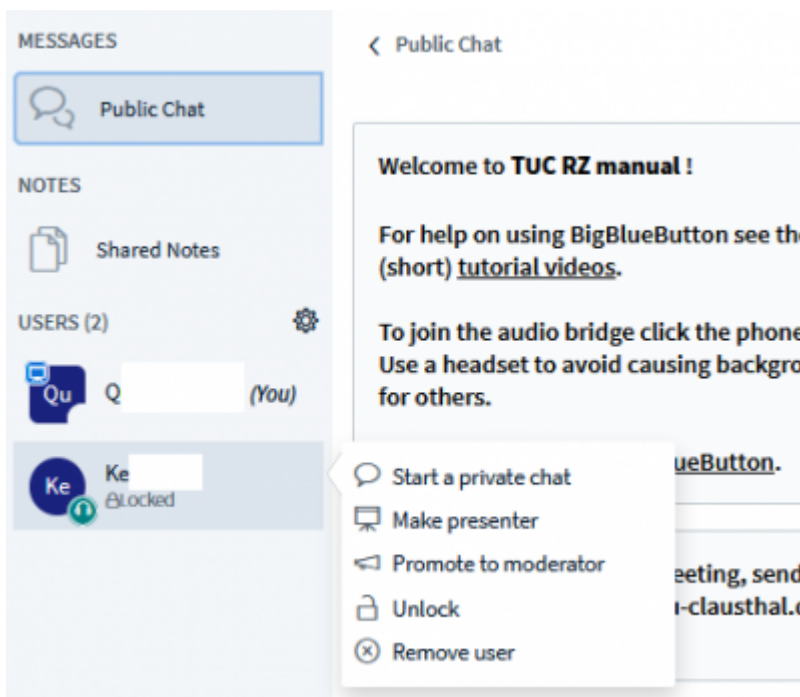 MESSAGES
Public Chat
NOTES
Shared Notes
USERS (2)
Qu
Q
(You)
Ke
Ke
Locked
Public Chat
Welcome to TUC RZ manual !
For help on using BigBlueButton see the
(short) tutorial videos.
To join the audio bridge click the phone
Use a headset to avoid causing backgro
for others.
ueButton.
Start a private chat
Make presenter
Promote to moderator
Unlock
Remove user
eeting, send
-clausthal.